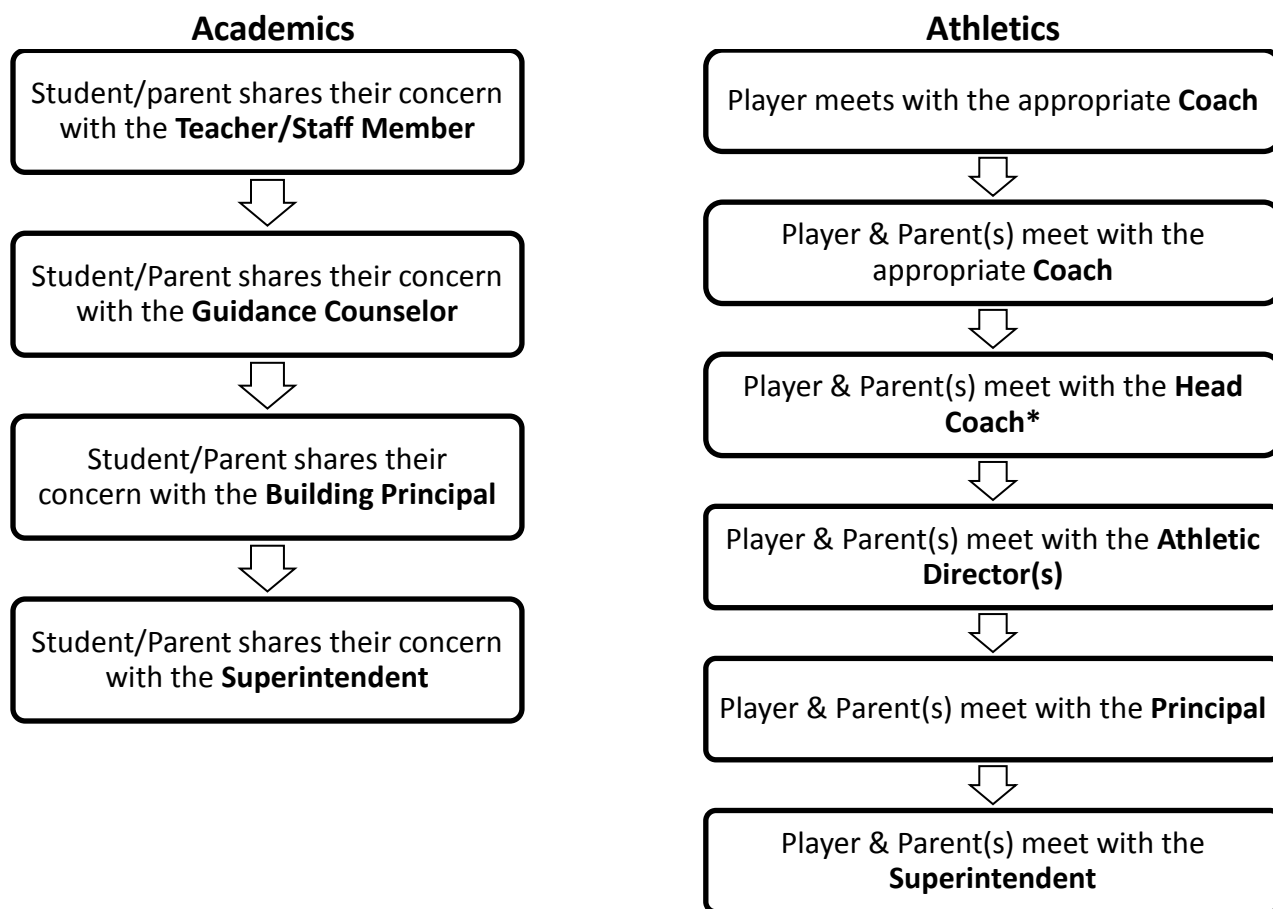 Academics
Student/parent shares their concern
with the Teacher/Staff Member
Student/Parent shares their concern
with the Guidance Counselor
Student/Parent shares their
concern with the Building Principal
Student/Parent shares their concern
with the Superintendent
Athletics
Player meets with the appropriate Coach
Player & Parent(s) meet with the
appropriate Coach
Player & Parent(s) meet with the Head
Coach*
Player & Parent(s) meet with the Athletic
Director(s)
Player & Parent(s) meet with the Principal
Player & Parent(s) meet with the
Superintendent